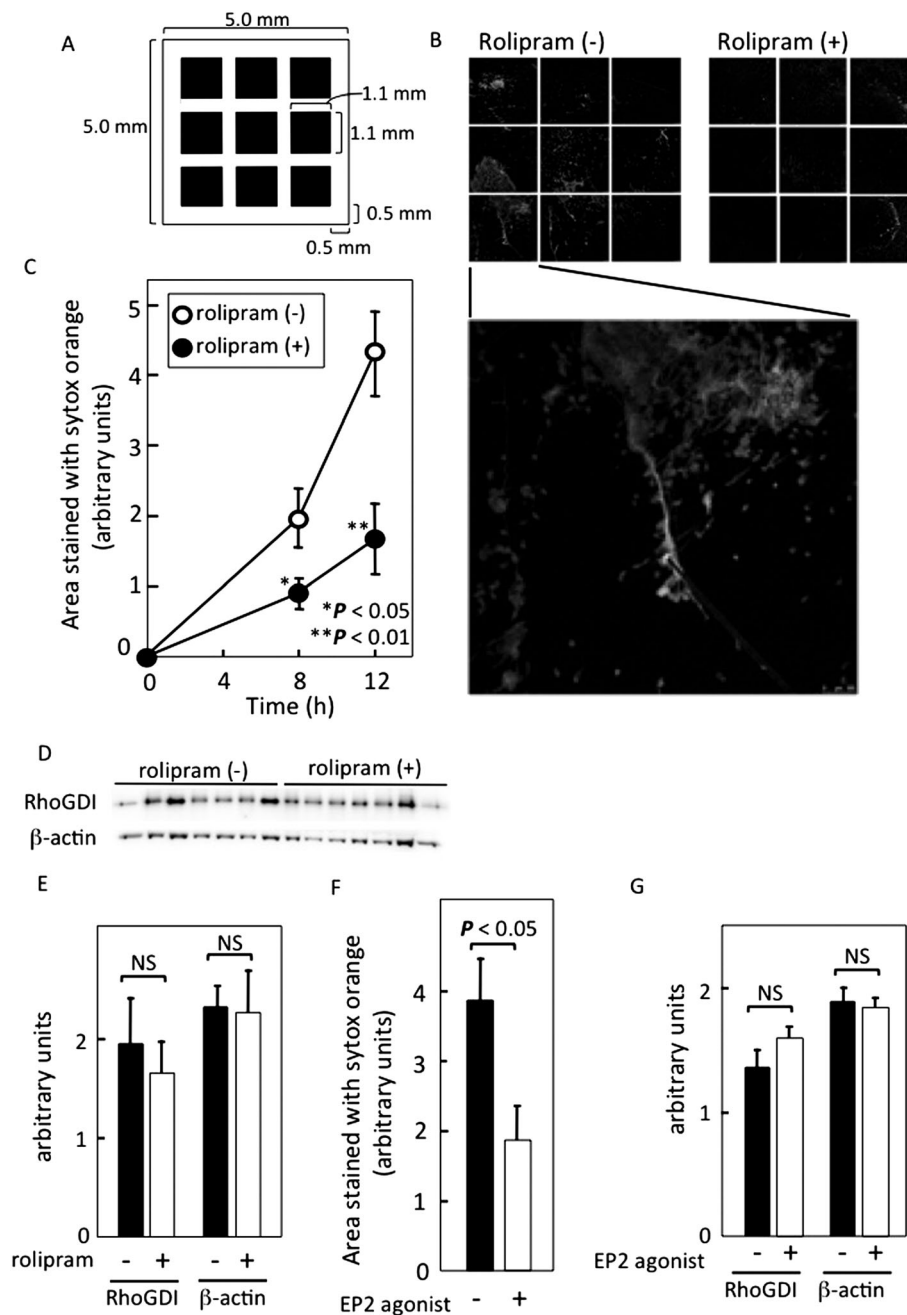 A
5.0 mm
5.0 mm
1.1 mm
1.1 mm
0.5 mm
0.5 mm
B
Rolipram (-)
Rolipram (+)
C
Area stained with sytox orange
(arbitrary units)
5
4
3
2
1
0
rolipram (-)
rolipram (+)
*
**
*P < 0.05
**P < 0.01
0
4
8
12
Time (h)
D
rolipram (-)
rolipram (+)
RhoGDI
β-actin
E
arbitrary units
2
1
0
NS
NS
rolipram
-
+
-
+
RhoGDI
β-actin
F
Area stained with sytox orange
(arbitrary units)
4
3
2
1
0
P < 0.05
EP2 agonist
-
+
G
arbitrary units
2
1
0
NS
NS
EP2 agonist
-
+
-
+
RhoGDI
β-actin